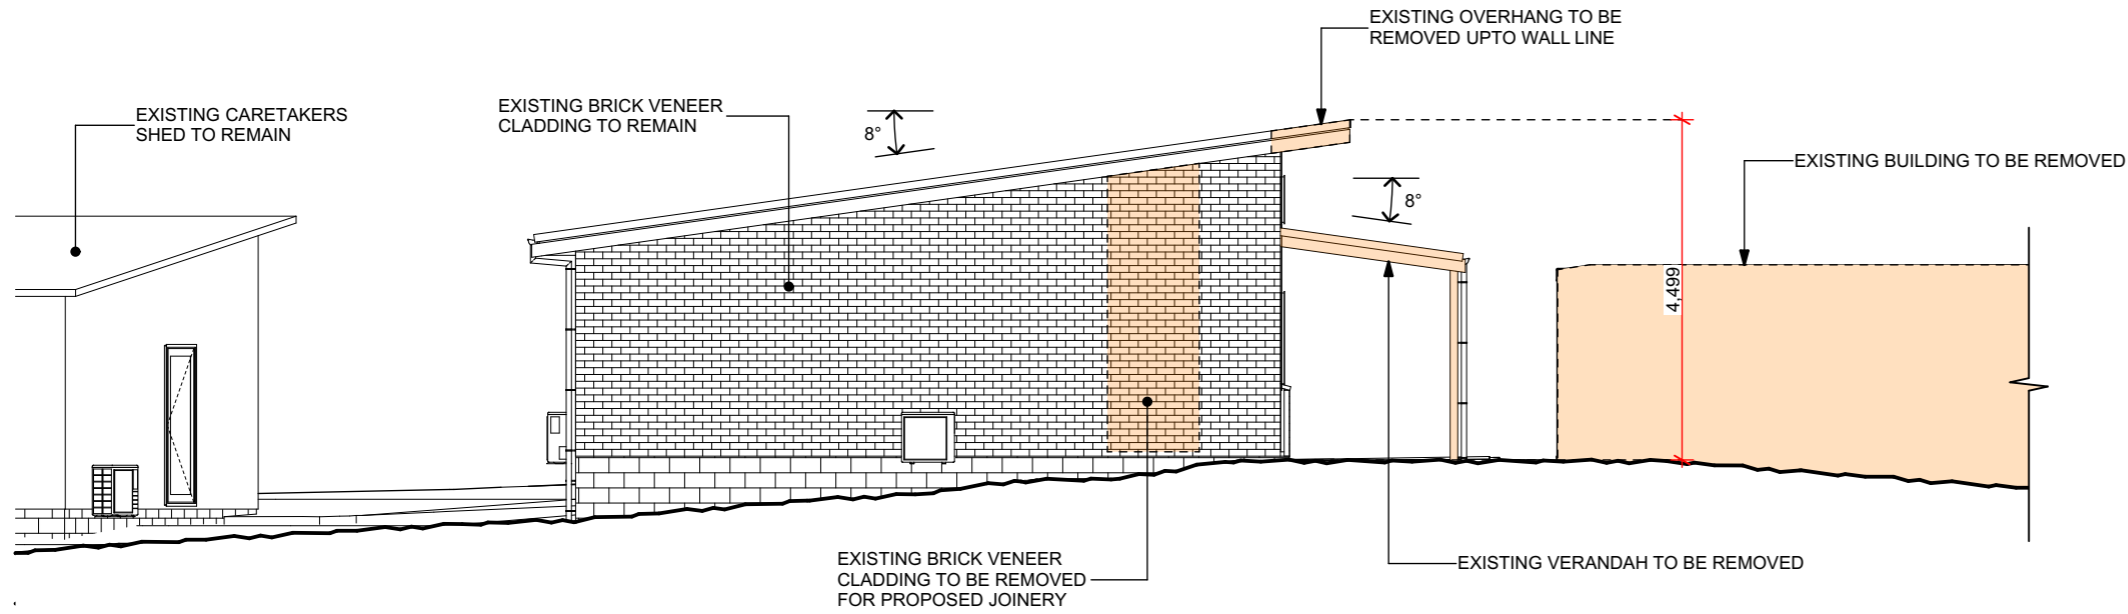 EXISTING OVERHANG TO BE
REMOVED UPTO WALL LINE
EXISTING CARETAKERS
SHED TO REMAIN
EXISTING BRICK VENEER
CLADDING TO REMAIN
8°
EXISTING BUILDING TO BE REMOVED
8°
4,499
EXISTING BRICK VENEER
CLADDING TO BE REMOVED
FOR PROPOSED JOINERY
EXISTING VERANDAH TO BE REMOVED